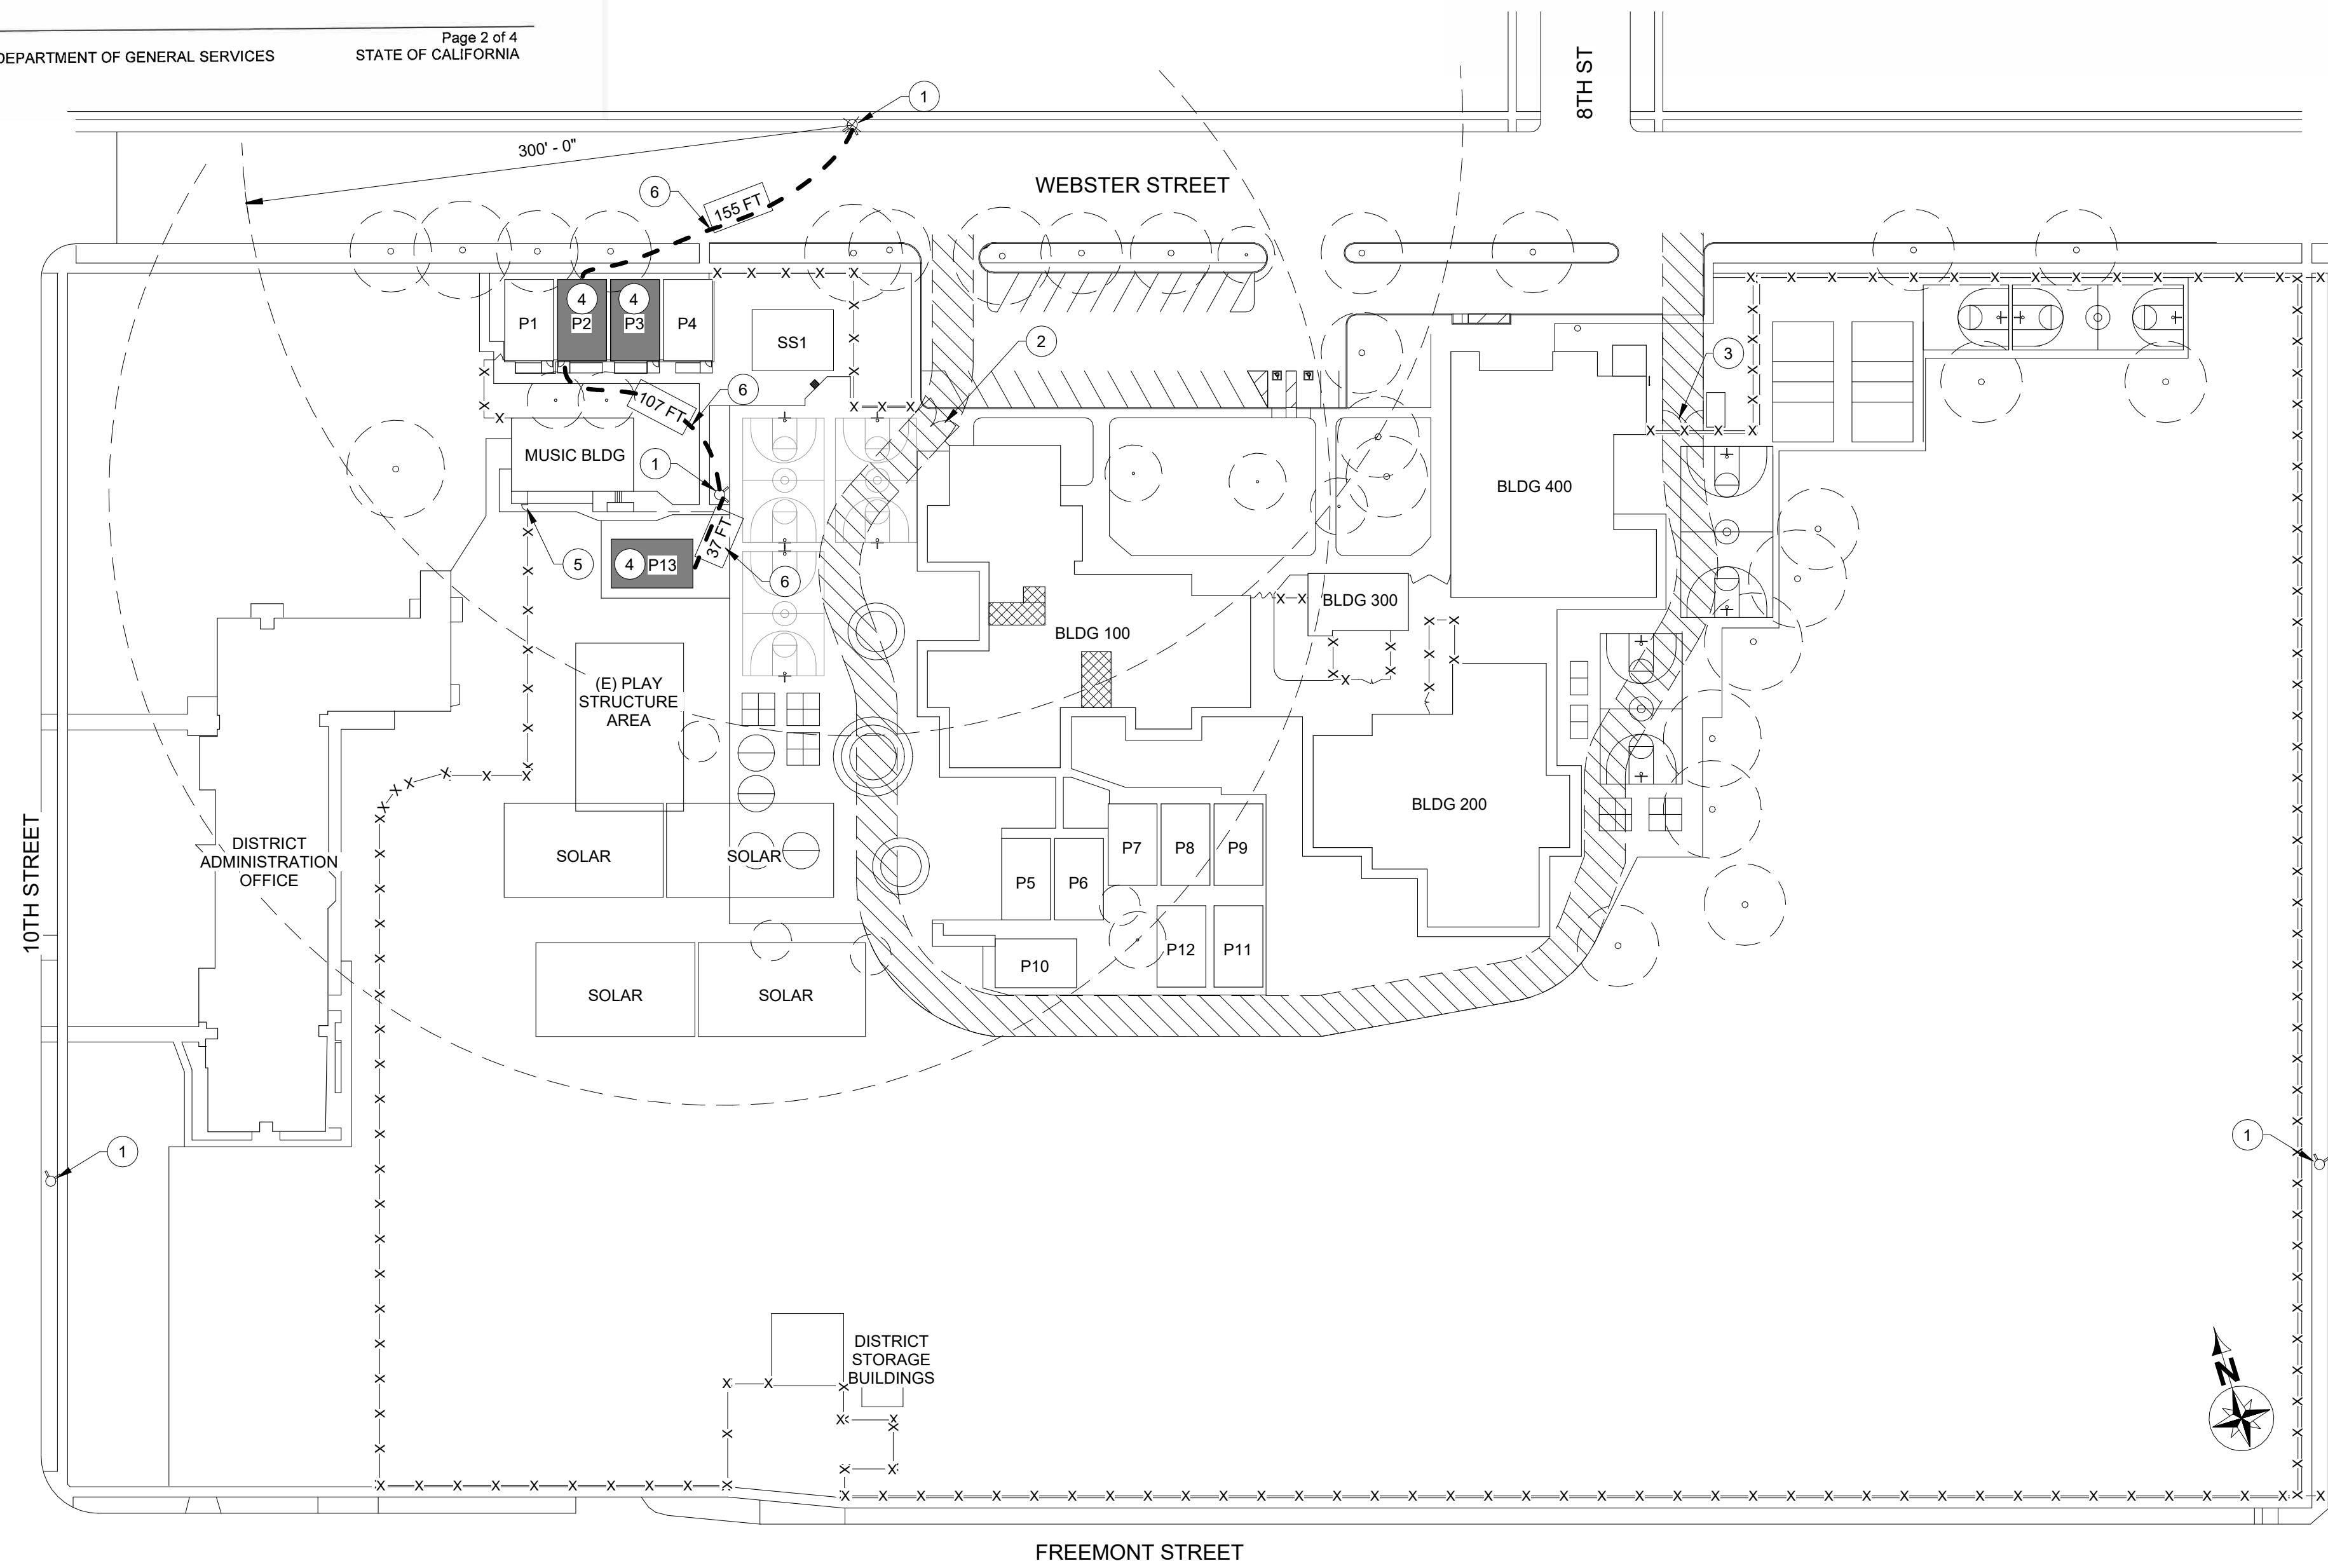 Page 2 of 4
DEPARTMENT OF GENERAL SERVICES
STATE OF CALIFORNIA
8TH ST
1
300' - 0"
WEBSTER STREET
6
155 FT
4
4
P1
P2
P3
P4
SS1
2
3
6
107 FT
MUSIC BLDG
1
BLDG 400
37 FT
5
4
P13
6
BLDG 300
BLDG 100
(E) PLAY
STRUCTURE
AREA
BLDG 200
10TH STREET
DISTRICT
ADMINISTRATION
OFFICE
SOLAR
SOLAR
P7
P8
P9
P5
P6
P12
P11
P10
SOLAR
SOLAR
1
1
DISTRICT
STORAGE
BUILDINGS
N
FREEMONT STREET